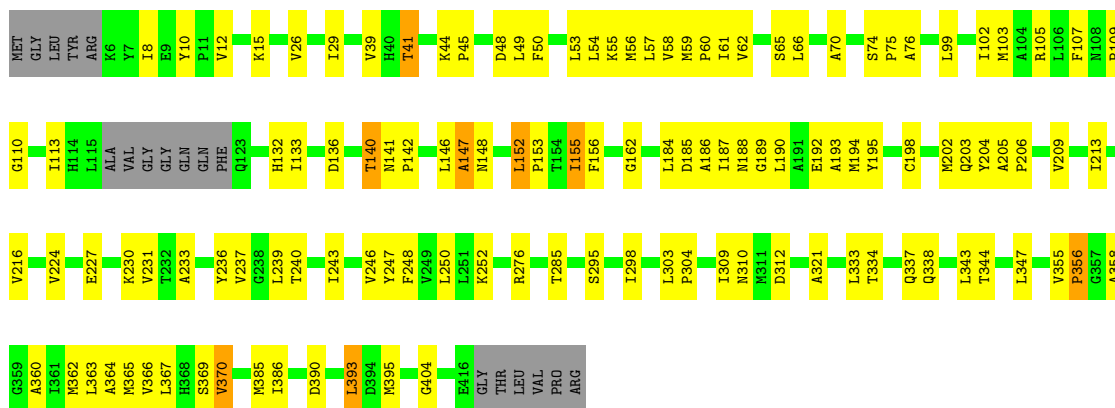 MET GLY LEU TYR ARG K6 Y7 I8 E9 Y10 P11 V12 K15 V26 I29 V39 H40 T41 K44 P45 D48 L49 F50 L53 L54 K55 M56 L57 V58 M59 P60 I61 V62 S65 L66 A70 S74 P75 A76 L99 I102 M103 A104 R105 L106 F107 N108
G110 I113 H114 L115 ALA VAL GLY GLY GLN GLN PHE Q123 H132 I133 D136 T140 N141 P142 L146 A147 N148 L152 P153 T154 I155 F156 G162 L184 D185 A186 I187 N188 G189 L190 A191 E192 A193 M194 Y195 C198 M202 Q203 Y204 A205 P206 V209 I213
V216 V224 E227 K230 V231 T232 A233 Y236 V237 G238 L239 T240 I243 V246 Y247 F248 V249 L250 L251 K252 R276 T285 S295 I298 L303 P304 I309 N310 M311 D312 A321 L333 T334 Q337 Q338 L343 T344 L347 V355 P356 G357 A358
G359 A360 I361 M362 L363 A364 M365 V366 L367 H368 S369 V370 M385 I386 D390 L393 D394 M395 G404 E416 GLY THR LEU VAL PRO ARG